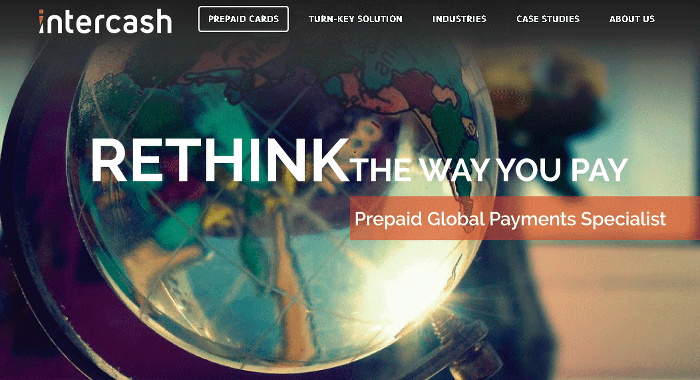 intercash
PREPAID CARDS TURN-KEY SOLUTION INDUSTRIES CASE STUDIES ABOUT US
RETHINK THE WAY YOU PAY
Prepaid Global Payments Specialist